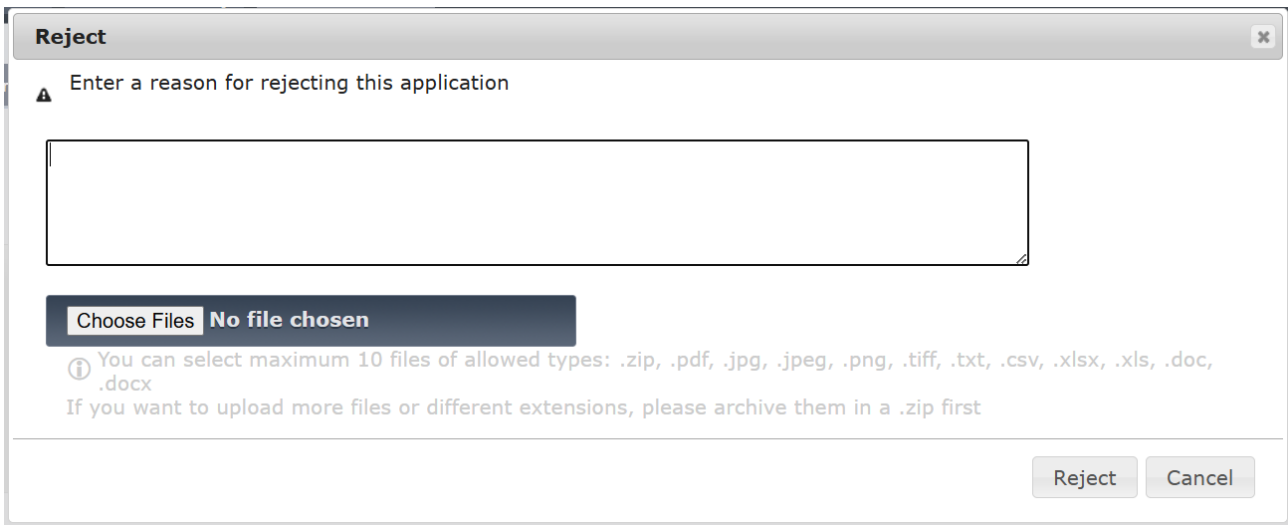 Reject
Enter a reason for rejecting this application
Choose Files No file chosen
You can select maximum 10 files of allowed types: .zip, .pdf, .jpg, .jpeg, .png, .tiff, .txt, .csv, .xlsx, .xls, .doc,
.docx
If you want to upload more files or different extensions, please archive them in a .zip first
Reject Cancel